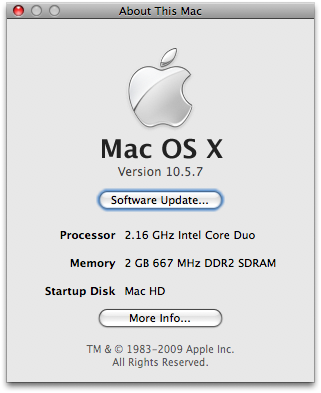 About This Mac
Mac OS X
Version 10.5.7
Software Update...
Processor 2.16 GHz Intel Core Duo
Memory 2 GB 667 MHz DDR2 SDRAM
Startup Disk Mac HD
More Info...
TM & © 1983-2009 Apple Inc.
All Rights Reserved.